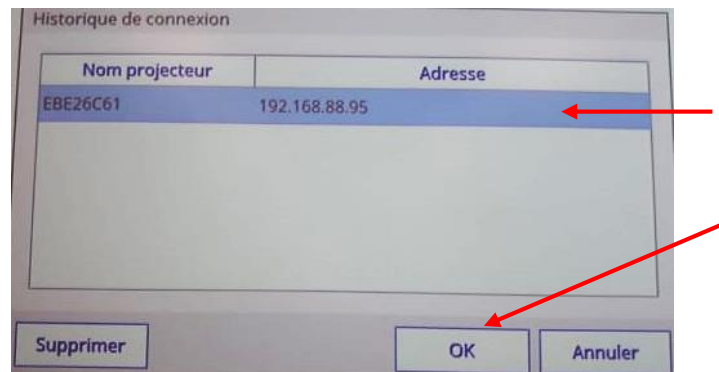 Historique de connexion
Nom projecteur Adresse
EBE26C61 192.168.88.95
Supprimer OK Annuler